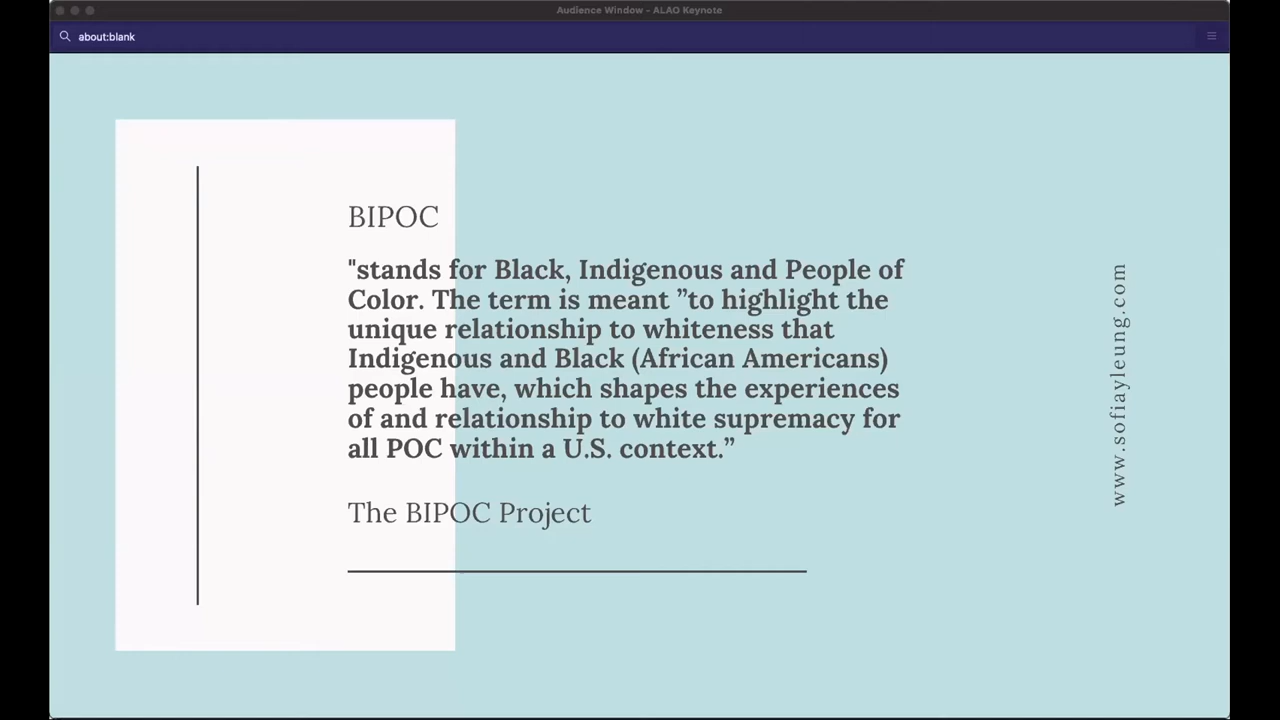 Audience Window - ALAO Keynote
about:blank
BIPOC
"stands for Black, Indigenous and People of
Color. The term is meant ”to highlight the
unique relationship to whiteness that
Indigenous and Black (African Americans)
people have, which shapes the experiences
of and relationship to white supremacy for
all POC within a U.S. context.”
The BIPOC Project
www.sofiayleung.com